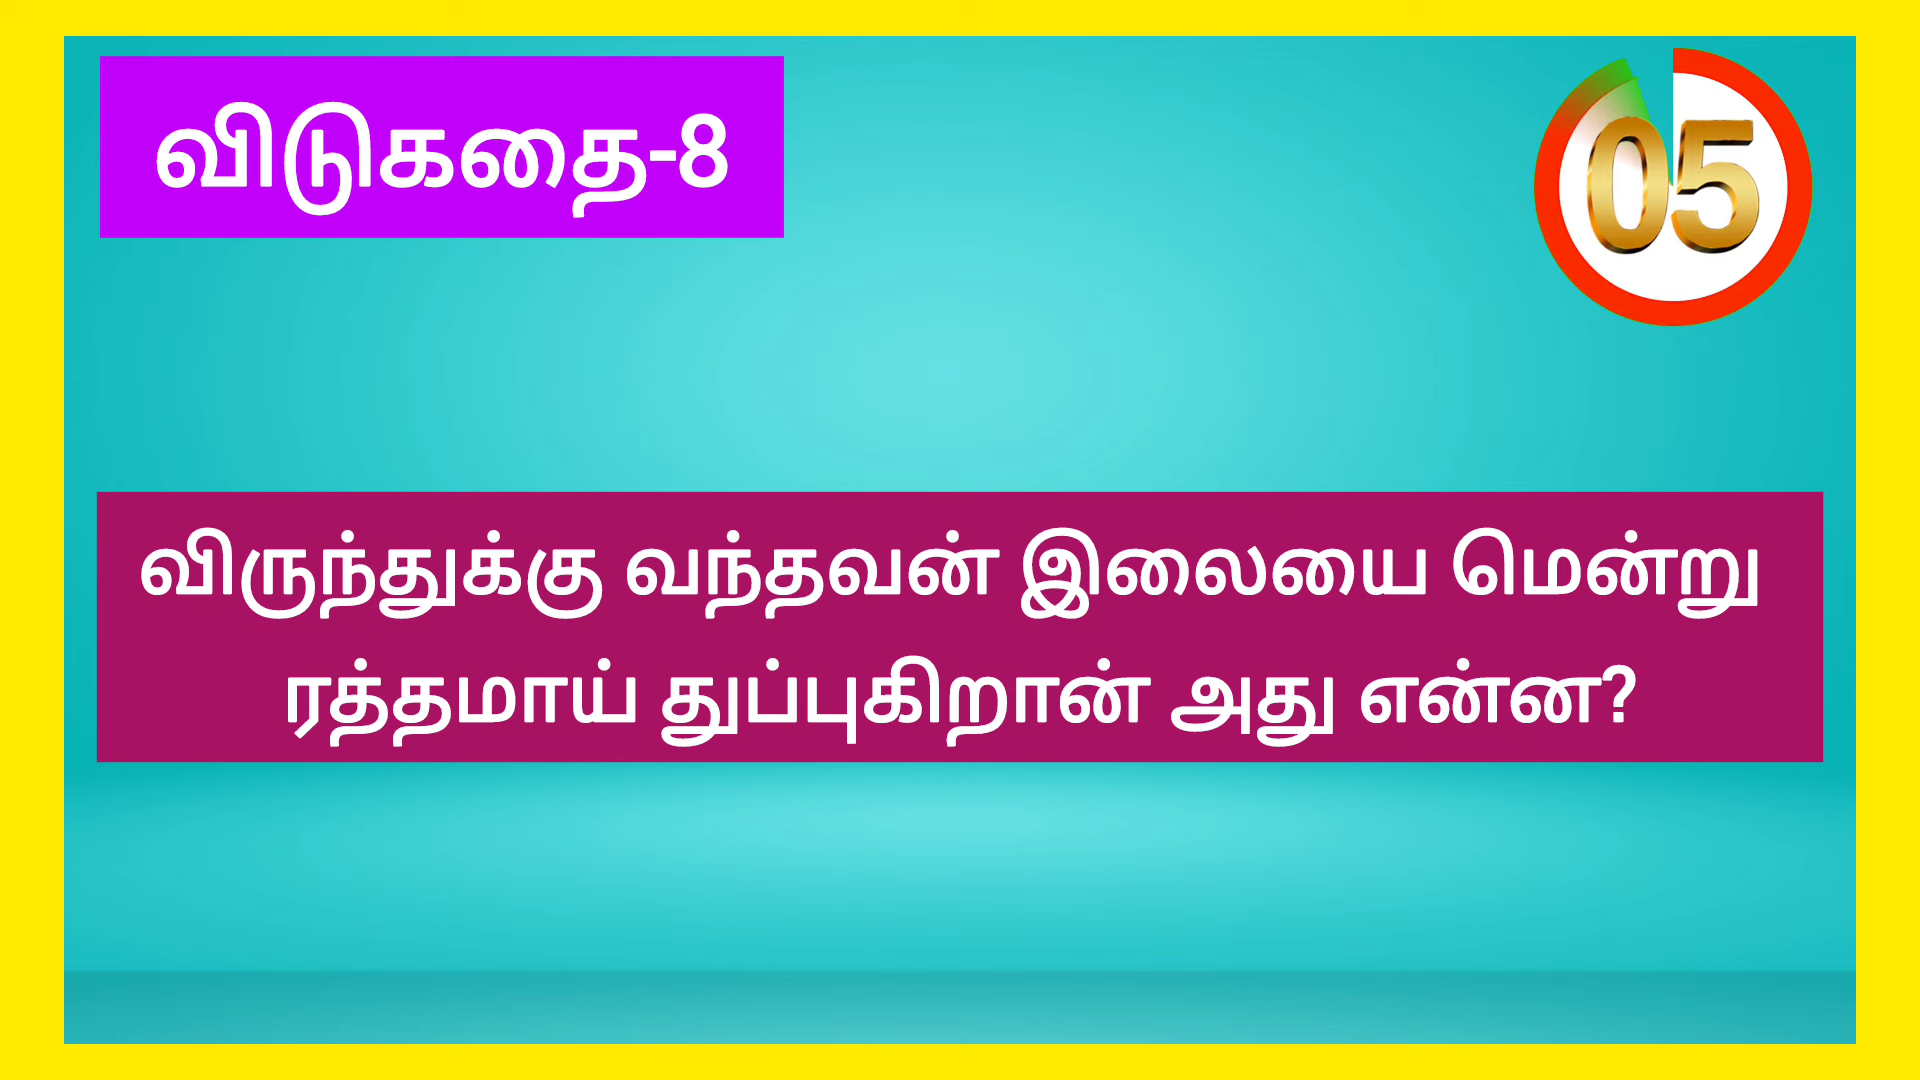 விடுகதை-8
05
விருந்துக்கு வந்தவன் இலையை மென்று
ரத்தமாய் துப்புகிறான் அது என்ன?